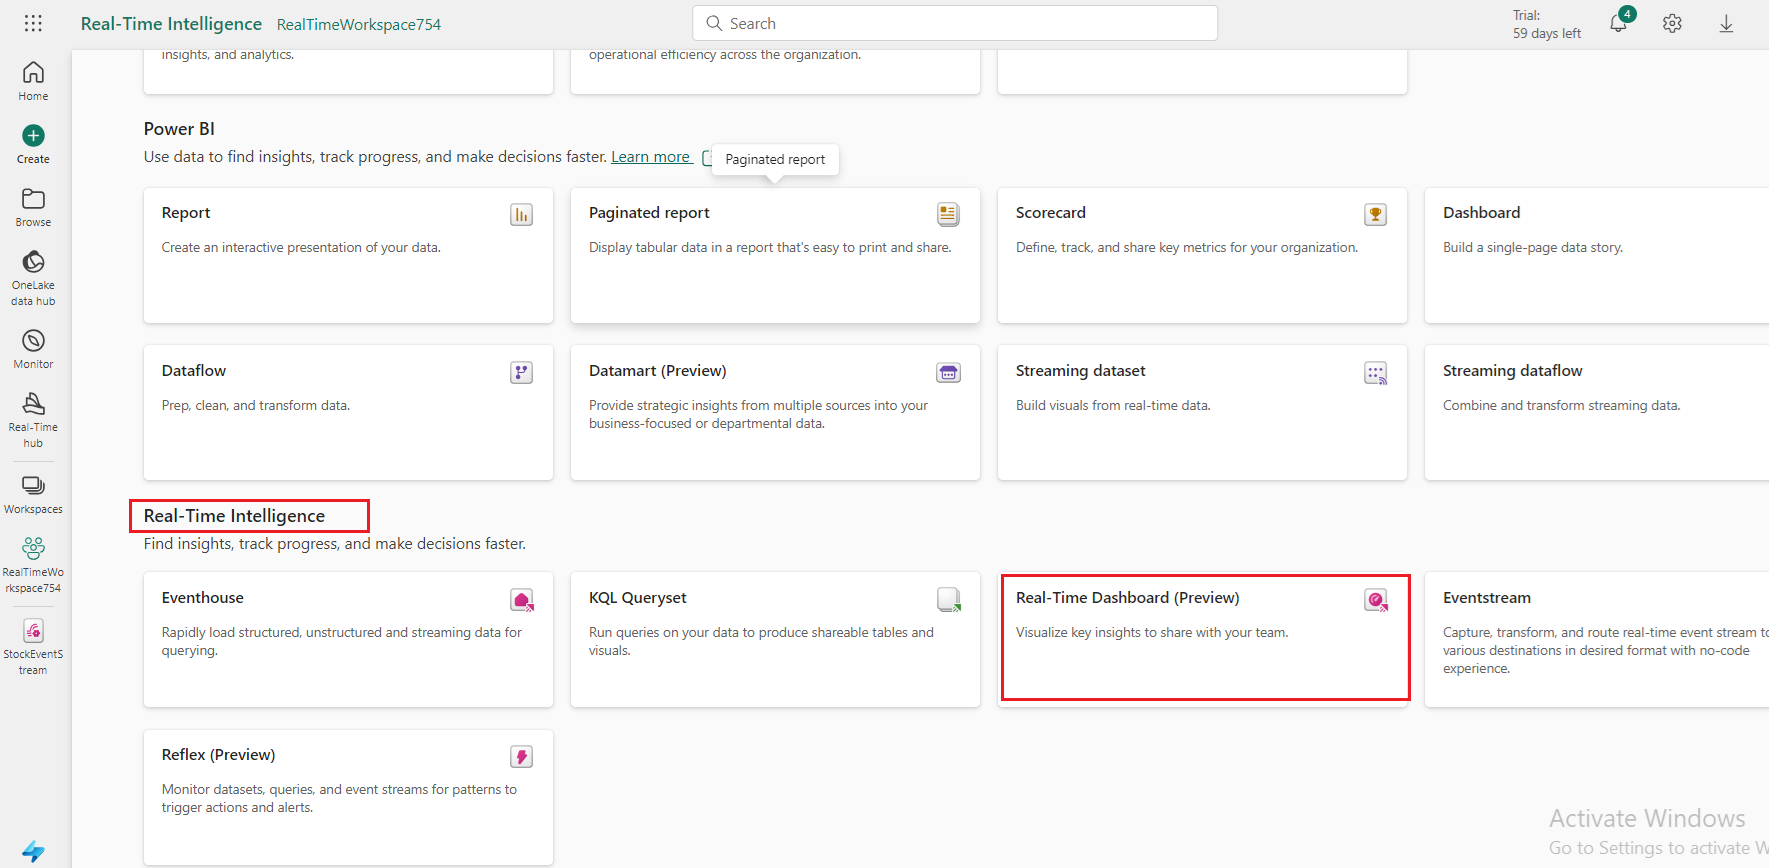 Real-Time Intelligence RealTimeWorkspace754
Search
Trial:
59 days left
4
Home
Create
Browse
OneLake
data hub
Monitor
Real-Time
hub
Workspaces
RealTimeWo
rkspace754
StockEventS
tream
insights, and analytics.
operational efficiency across the organization.
Power BI
Use data to find insights, track progress, and make decisions faster. Learn more
Paginated report
Report
Create an interactive presentation of your data.
Paginated report
Display tabular data in a report that's easy to print and share.
Scorecard
Define, track, and share key metrics for your organization.
Dashboard
Build a single-page data story.
Dataflow
Prep, clean, and transform data.
Datamart (Preview)
Provide strategic insights from multiple sources into your
business-focused or departmental data.
Streaming dataset
Build visuals from real-time data.
Streaming dataflow
Combine and transform streaming data.
Real-Time Intelligence
Find insights, track progress, and make decisions faster.
Eventhouse
Rapidly load structured, unstructured and streaming data for
querying.
KQL Queryset
Run queries on your data to produce shareable tables and
visuals.
Real-Time Dashboard (Preview)
Visualize key insights to share with your team.
Eventstream
Capture, transform, and route real-time event stream to
various destinations in desired format with no-code
experience.
Reflex (Preview)
Monitor datasets, queries, and event streams for patterns to
trigger actions and alerts.
Activate Windows
Go to Settings to activate W